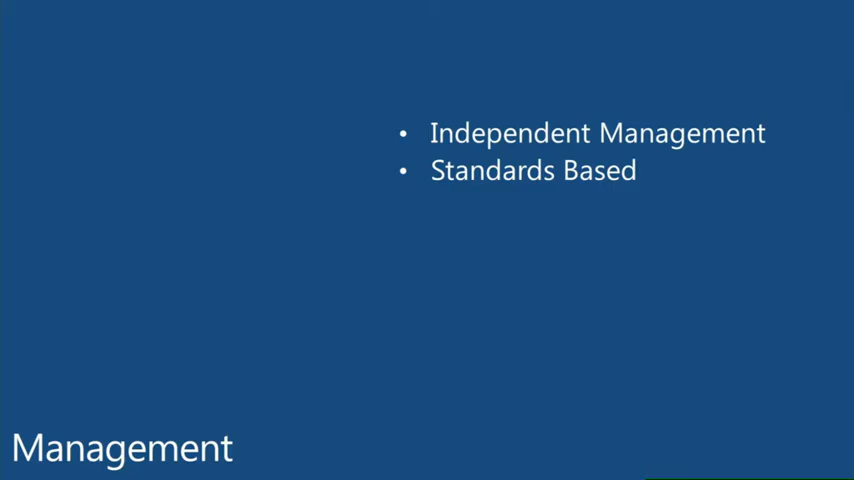 • Independent Management
• Standards Based
Management